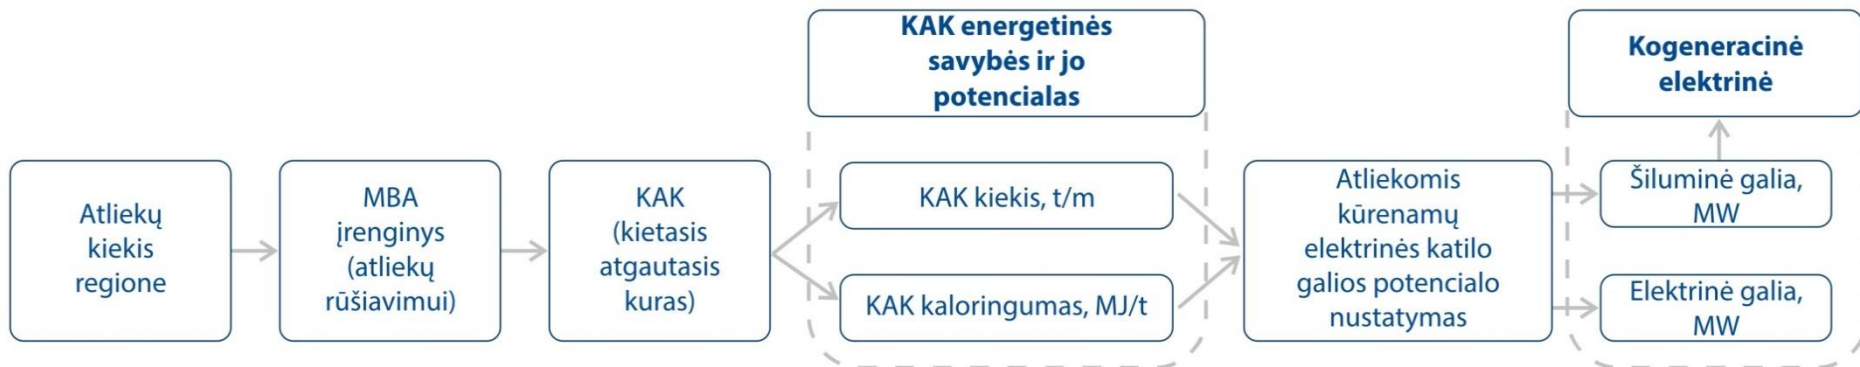 KAK energetinės
savybės ir jo
potencialas
Kogeneracinė
elektrinė
Atliekų
kiekis
regione
MBA
įrenginys
(atliekų
rūšiavimui)
KAK
(kietasis
atgautasis
kuras)
KAK kiekis, t/m
KAK kaloringumas, MJ/t
Atliekomis
kūrenamų
elektrinės katilo
galios potencialo
nustatymas
Šiluminė galia,
MW
Elektrinė galia,
MW